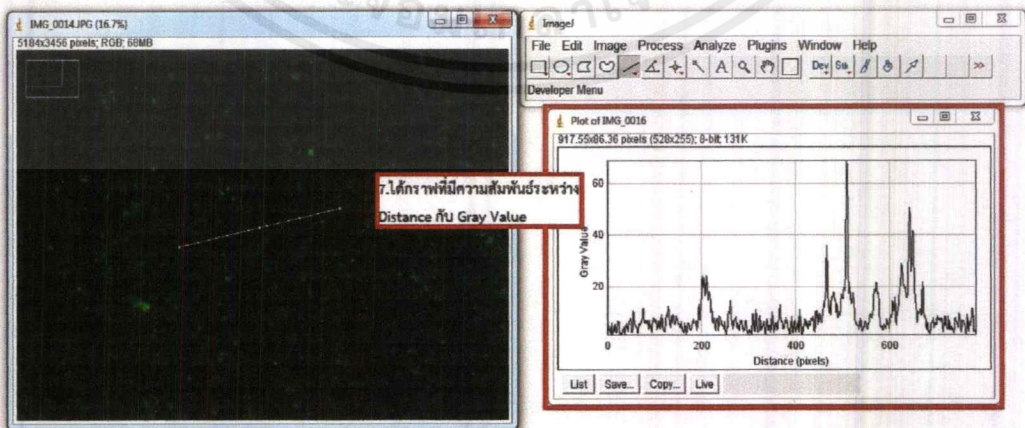 IMG_0014.JPG (16.7%)
5184x3456 pixels; RGB; 68MB
7.ได้กราฟที่มีความสัมพันธ์ระหว่าง
Distance กับ Gray Value
ImageJ
File Edit Image Process Analyze Plugins Window Help
A Dev Stk >>
Developer Menu
Plot of IMG_0016
917.55x86.36 pixels (528x255); 8-bit; 131K
60
40
20
Gray Value
0 200 400 600
Distance (pixels)
List Save... Copy... Live